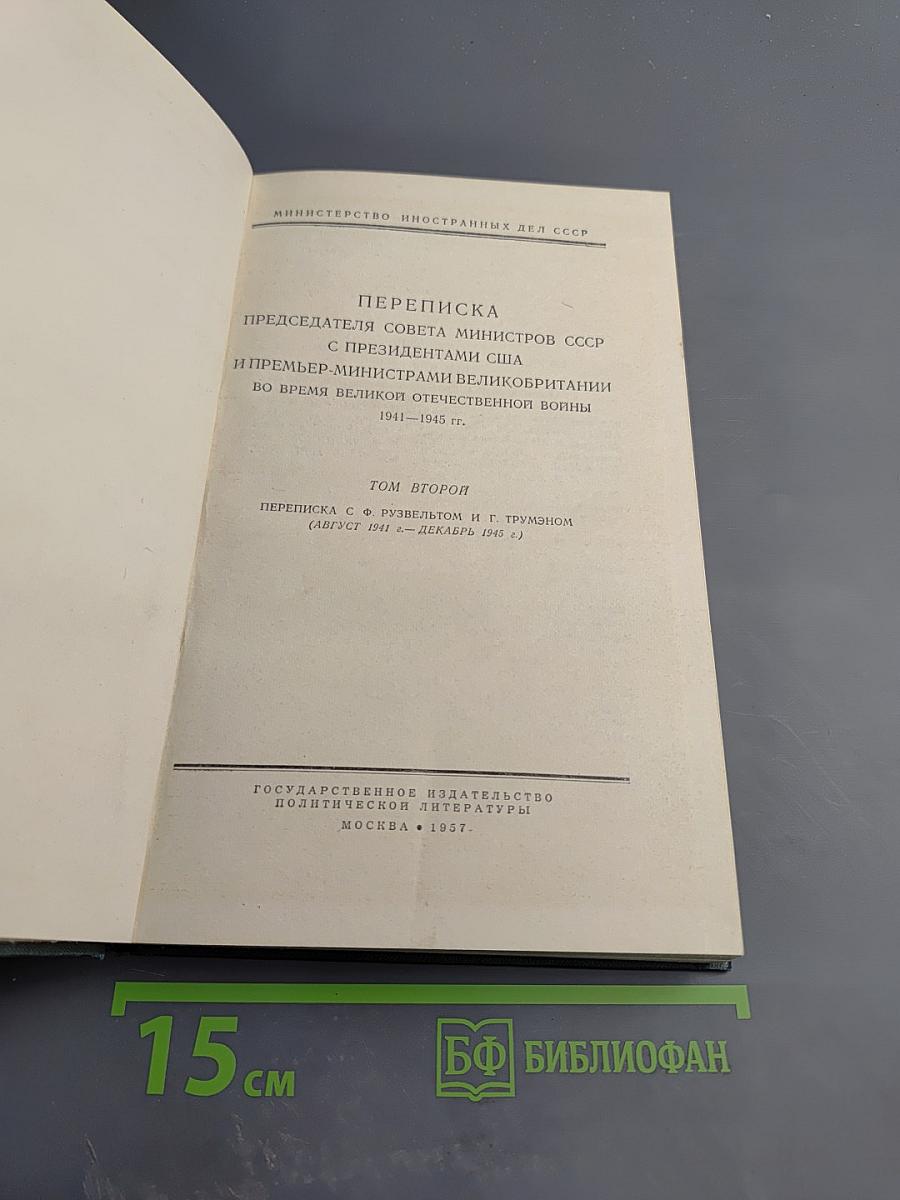 МИНИСТЕРСТВО ИНОСТРАННЫХ ДЕЛ СССР
ПЕРЕПИСКА
ПРЕДСЕДАТЕЛЯ СОВЕТА МИНИСТРОВ СССР
С ПРЕЗИДЕНТАМИ США
И ПРЕМЬЕР-МИНИСТРАМИ ВЕЛИКОБРИТАНИИ
ВО ВРЕМЯ ВЕЛИКОЙ ОТЕЧЕСТВЕННОЙ ВОЙНЫ
1941—1945 гг.
ТОМ ВТОРОЙ
ПЕРЕПИСКА С Ф. РУЗВЕЛЬТОМ И Г. ТРУМЭНОМ
(АВГУСТ 1941 г.— ДЕКАБРЬ 1945 г.)
ГОСУДАРСТВЕННОЕ ИЗДАТЕЛЬСТВО
ПОЛИТИЧЕСКОЙ ЛИТЕРАТУРЫ
МОСКВА • 1957
15 см
БФ БИБЛИОФАН